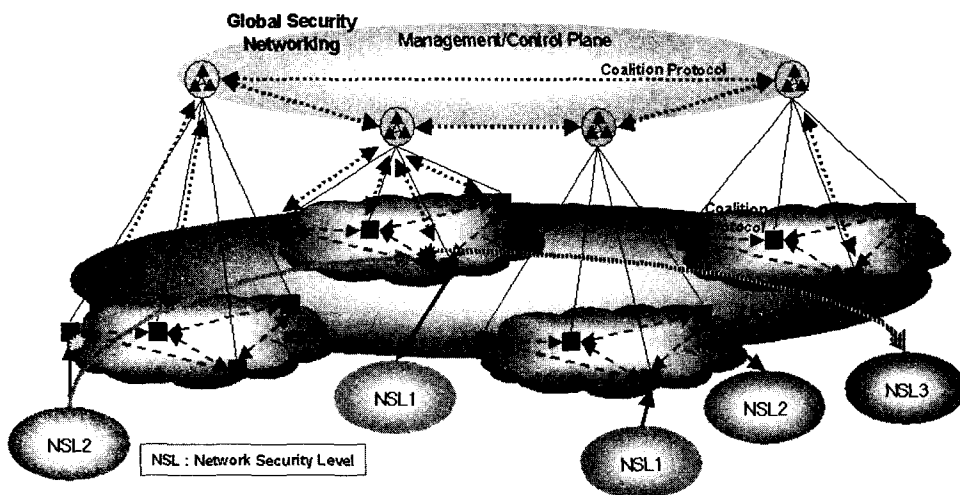 Global Security
Networking
Management/Control Plane
Coalition Protocol
Coalition
Protocol
NSL2
NSL1
NSL1
NSL2
NSL3
NSL : Network Security Level